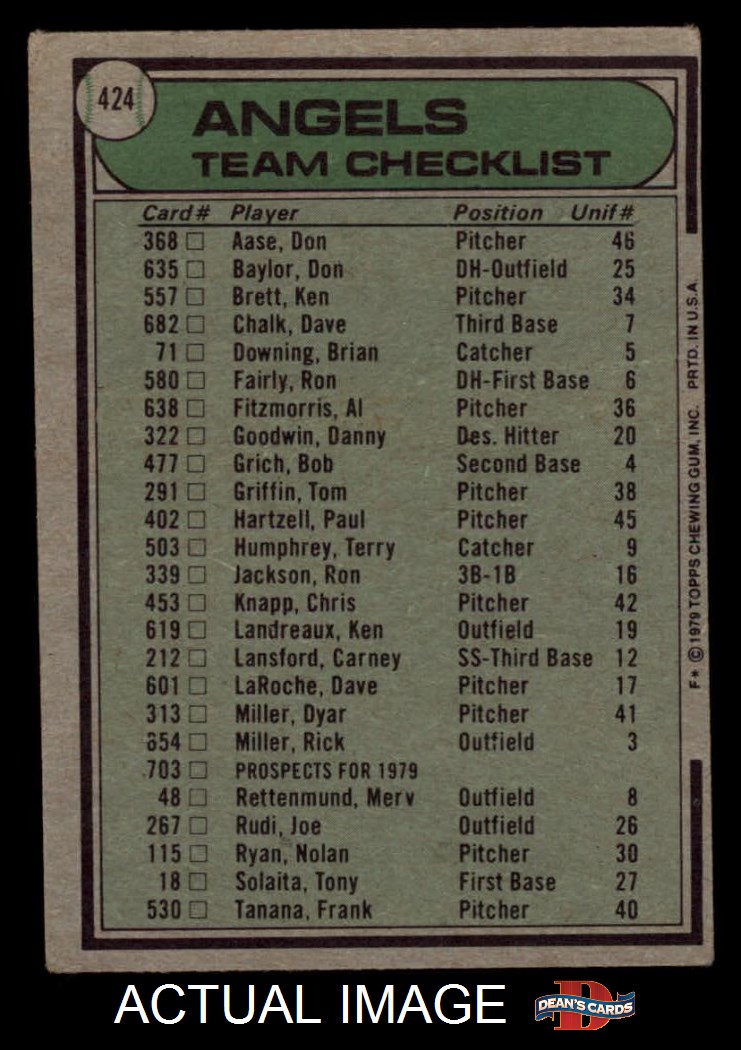 424
ANGELS
TEAM CHECKLIST
Card# Player Position Unif#
368 Aase, Don Pitcher 46
635 Baylor, Don DH-Outfield 25
557 Brett, Ken Pitcher 34
682 Chalk, Dave Third Base 7
71 Downing, Brian Catcher 5
580 Fairly, Ron DH-First Base 6
638 Fitzmorris, Al Pitcher 36
322 Goodwin, Danny Des. Hitter 20
477 Grich, Bob Second Base 4
291 Griffin, Tom Pitcher 38
402 Hartzell, Paul Pitcher 45
503 Humphrey, Terry Catcher 9
339 Jackson, Ron 3B-1B 16
453 Knapp, Chris Pitcher 42
619 Landreaux, Ken Outfield 19
212 Lansford, Carney SS-Third Base 12
601 LaRoche, Dave Pitcher 17
313 Miller, Dyar Pitcher 41
654 Miller, Rick Outfield 3
703 PROSPECTS FOR 1979
48 Rettenmund, Merv Outfield 8
267 Rudi, Joe Outfield 26
115 Ryan, Nolan Pitcher 30
18 Solaita, Tony First Base 27
530 Tanana, Frank Pitcher 40
F* © 1979 TOPPS CHEWING GUM, INC. PRTD. IN U.S.A.
ACTUAL IMAGE
DEAN'S CARDS